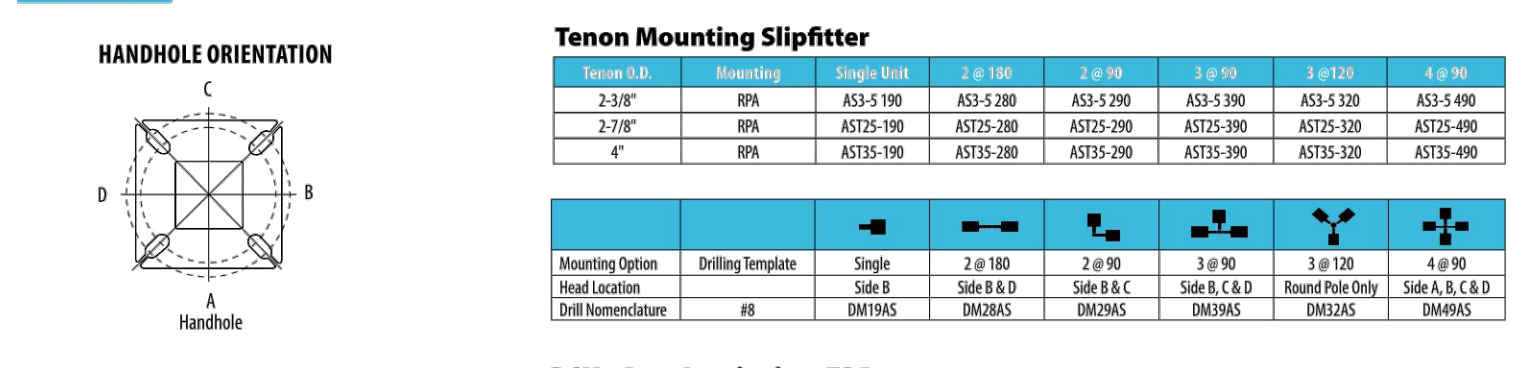 HANDHOLE ORIENTATION
C
D
B
A
Handhole
Tenon Mounting Slipfitter
Tenon O.D. Mounting Single Unit 2 @ 180 2 @ 90 3 @ 90 3 @120 4 @ 90
2-3/8" RPA AS3-5 190 AS3-5 280 AS3-5 290 AS3-5 390 AS3-5 320 AS3-5 490
2-7/8" RPA AST25-190 AST25-280 AST25-290 AST25-390 AST25-320 AST25-490
4" RPA AST35-190 AST35-280 AST35-290 AST35-390 AST35-320 AST35-490
Mounting Option Drilling Template Single 2 @ 180 2 @ 90 3 @ 90 3 @ 120 4 @ 90
Head Location Side B Side B & D Side B & C Side B, C & D Round Pole Only Side A, B, C & D
Drill Nomenclature #8 DM19AS DM28AS DM29AS DM39AS DM32AS DM49AS